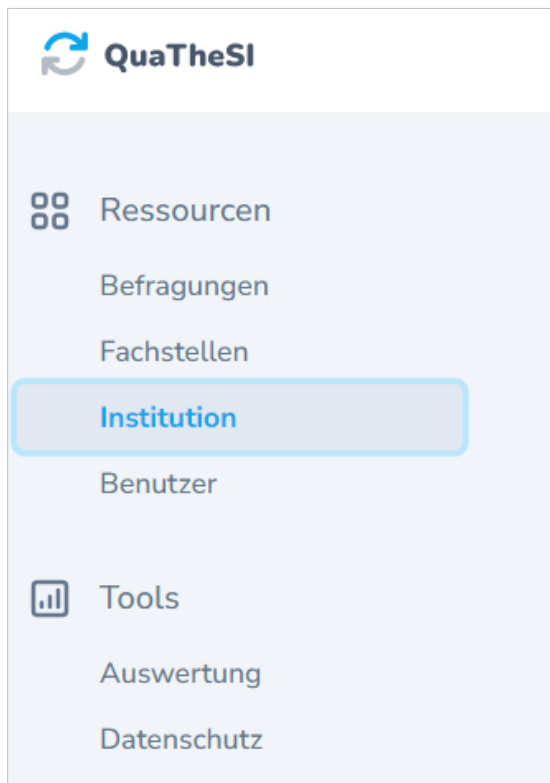 QuaTheSI
Ressourcen
Befragungen
Fachstellen
Institution
Benutzer
Tools
Auswertung
Datenschutz